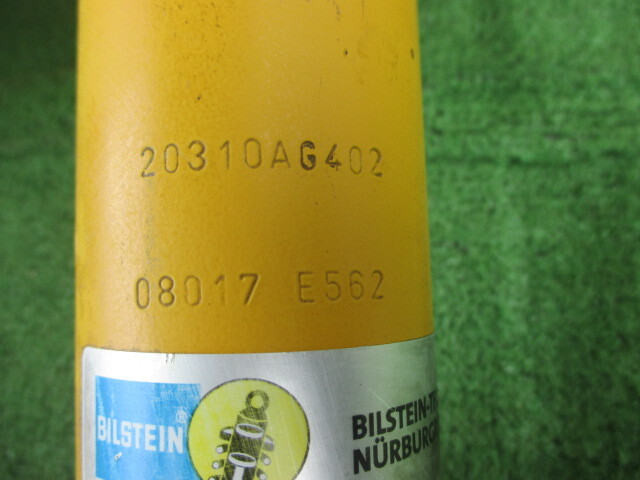 20310AG402
08017 E562
BILSTEIN®
BILSTEIN-T
NÜRBURG